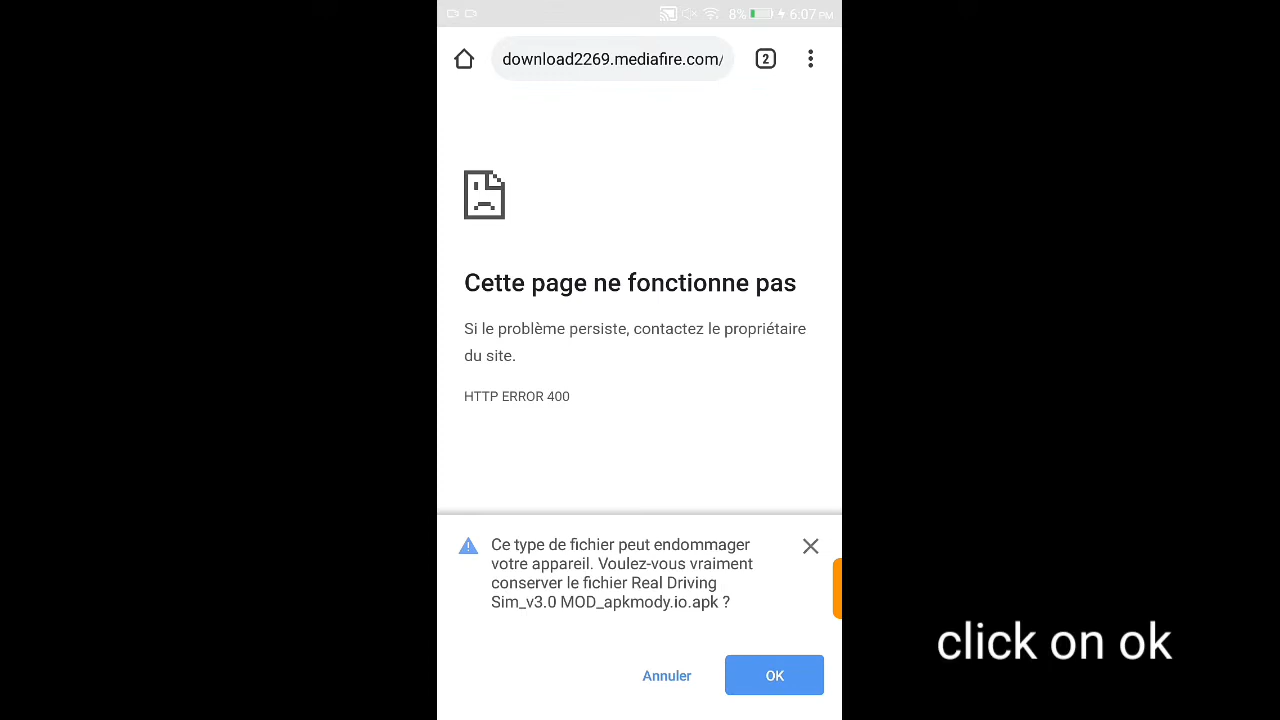 8% 6:07 PM
download2269.mediafire.com/
2
Cette page ne fonctionne pas
Si le problème persiste, contactez le propriétaire
du site.
HTTP ERROR 400
Ce type de fichier peut endommager
votre appareil. Voulez-vous vraiment
conserver le fichier Real Driving
Sim_v3.0 MOD_apkmody.io.apk ?
click on ok
Annuler
OK